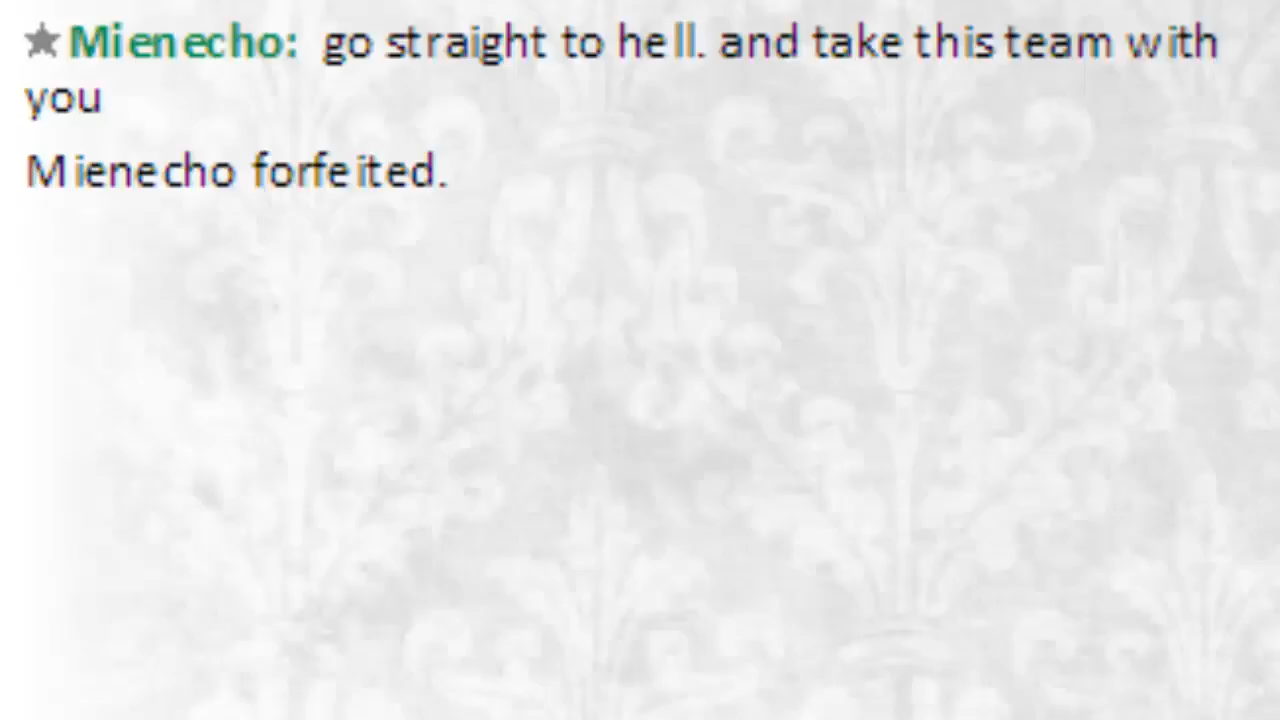 ★Mienecho: go straight to hell. and take this team with
you
Mienecho forfeited.